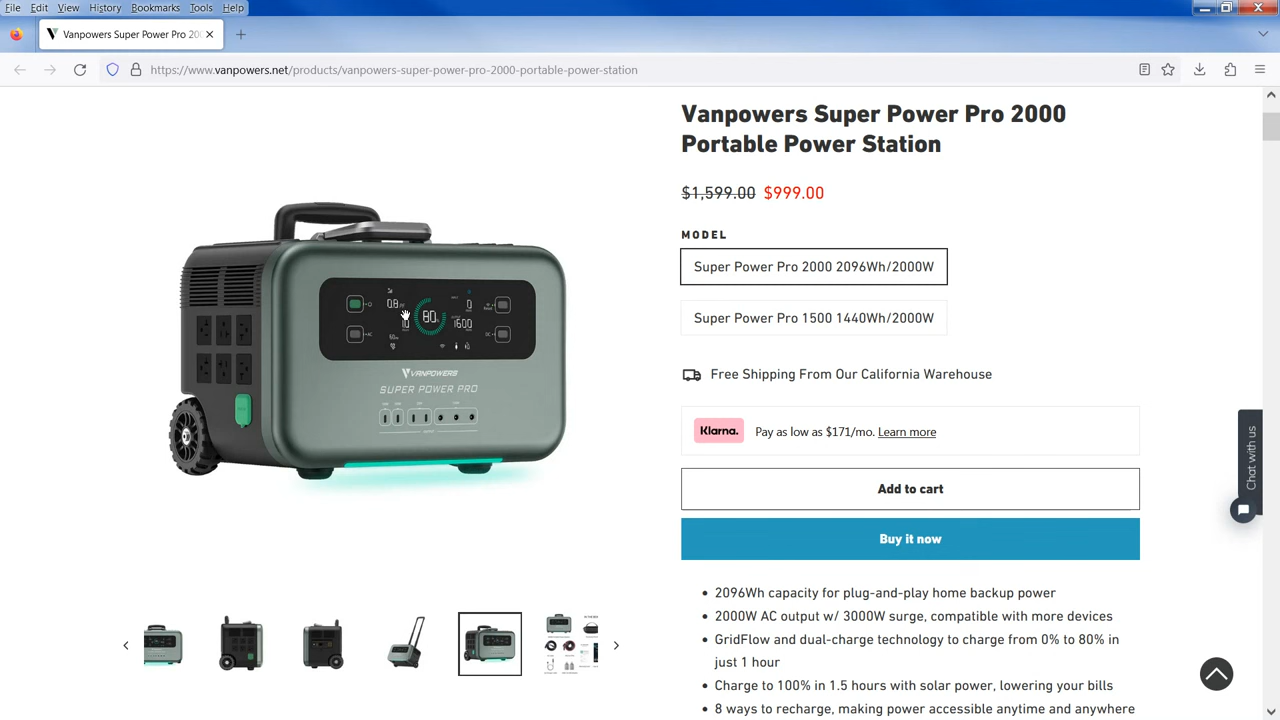 File Edit View History Bookmarks Tools Help
Vanpowers Super Power Pro 200
https://www.vanpowers.net/products/vanpowers-super-power-pro-2000-portable-power-station
Vanpowers Super Power Pro 2000
Portable Power Station
$1,599.00 $999.00
MODEL
Super Power Pro 2000 2096Wh/2000W
Super Power Pro 1500 1440Wh/2000W
Free Shipping From Our California Warehouse
Klarna. Pay as low as $171/mo. Learn more
Add to cart
Buy it now
2096Wh capacity for plug-and-play home backup power
2000W AC output w/ 3000W surge, compatible with more devices
GridFlow and dual-charge technology to charge from 0% to 80% in
just 1 hour
Charge to 100% in 1.5 hours with solar power, lowering your bills
8 ways to recharge, making power accessible anytime and anywhere
Chat with us
0.8
80
0
1600
AC
DC
VANPOWERS
SUPER POWER PRO